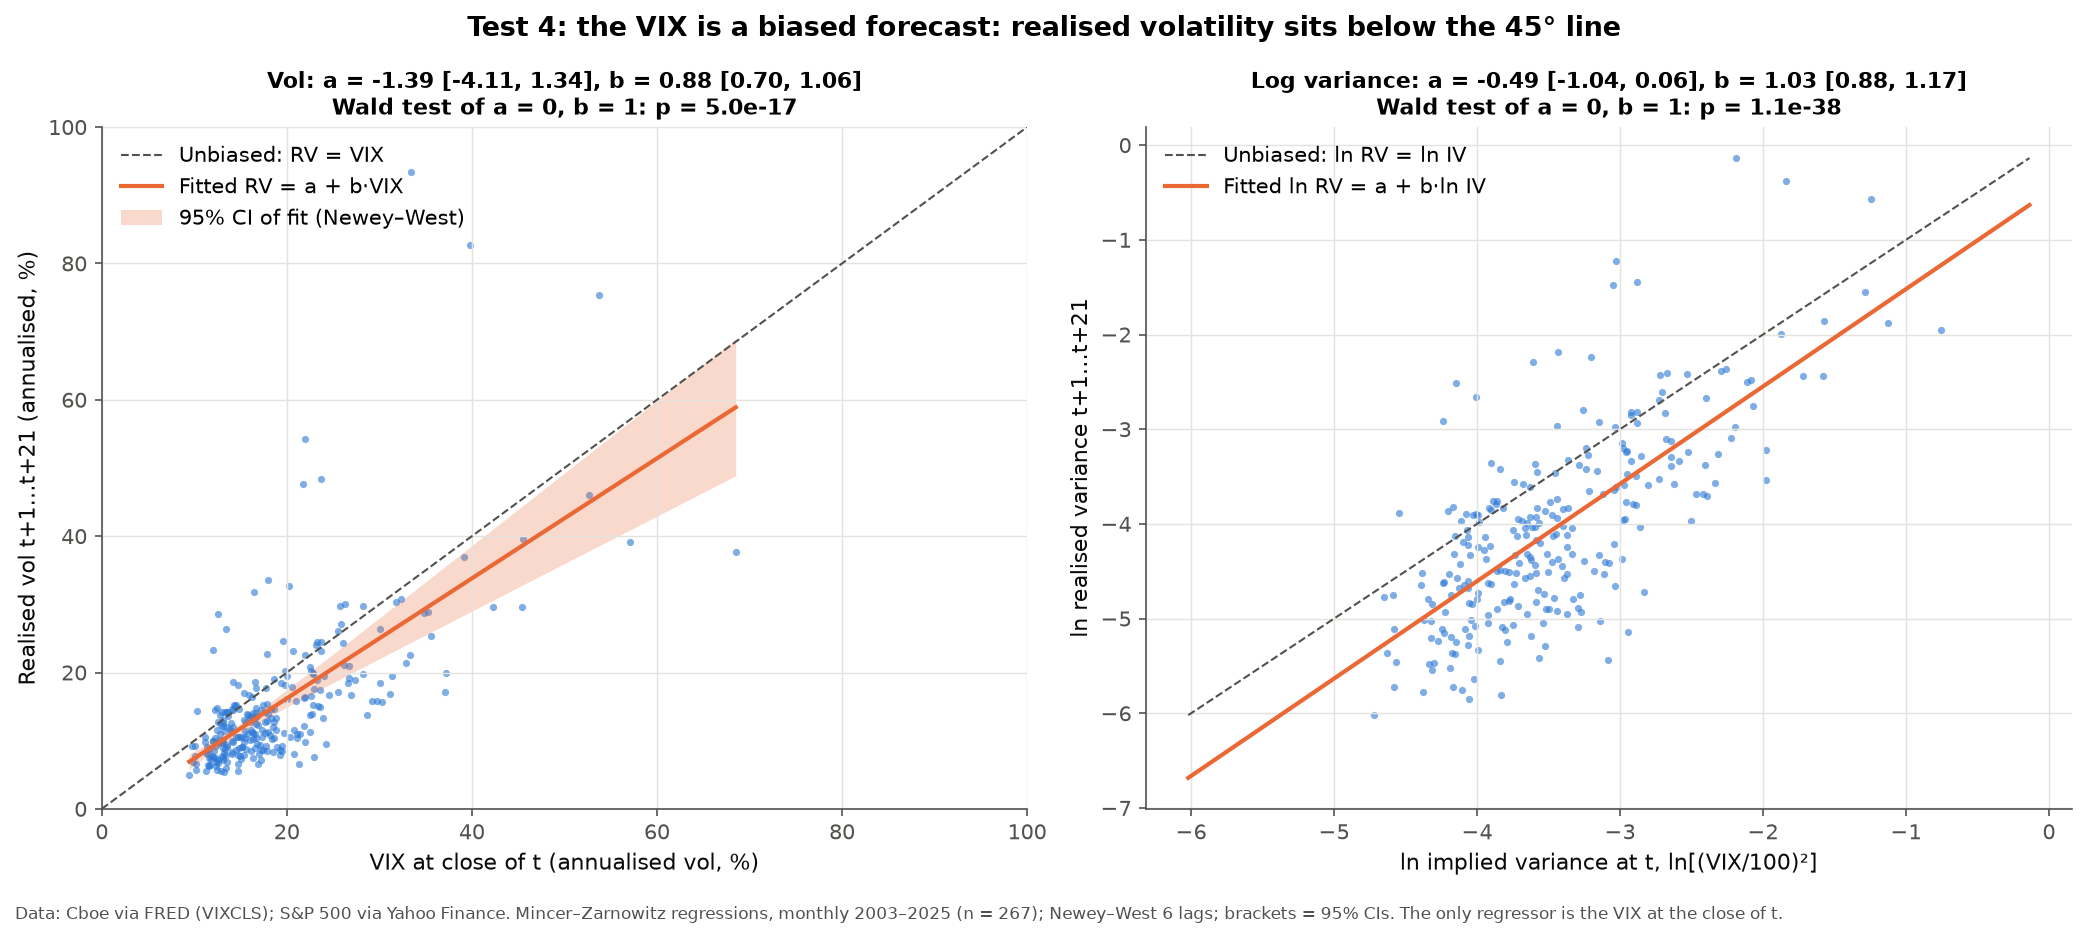 Test 4: the VIX is a biased forecast: realised volatility sits below the 45° line
Vol: a = -1.39 [-4.11, 1.34], b = 0.88 [0.70, 1.06]
Wald test of a = 0, b = 1: p = 5.0e-17
Unbiased: RV = VIX
Fitted RV = a + b·VIX
95% CI of fit (Newey–West)
Realised vol t+1…t+21 (annualised, %)
100
80
60
40
20
0
0
20
40
60
80
100
VIX at close of t (annualised vol, %)
Log variance: a = -0.49 [-1.04, 0.06], b = 1.03 [0.88, 1.17]
Wald test of a = 0, b = 1: p = 1.1e-38
Unbiased: ln RV = ln IV
Fitted ln RV = a + b·ln IV
ln realised variance t+1…t+21
0
−1
−2
−3
−4
−5
−6
−7
−6
−5
−4
−3
−2
−1
0
ln implied variance at t, ln[(VIX/100)²]
Data: Cboe via FRED (VIXCLS); S&P 500 via Yahoo Finance. Mincer–Zarnowitz regressions, monthly 2003–2025 (n = 267); Newey–West 6 lags; brackets = 95% CIs. The only regressor is the VIX at the close of t.